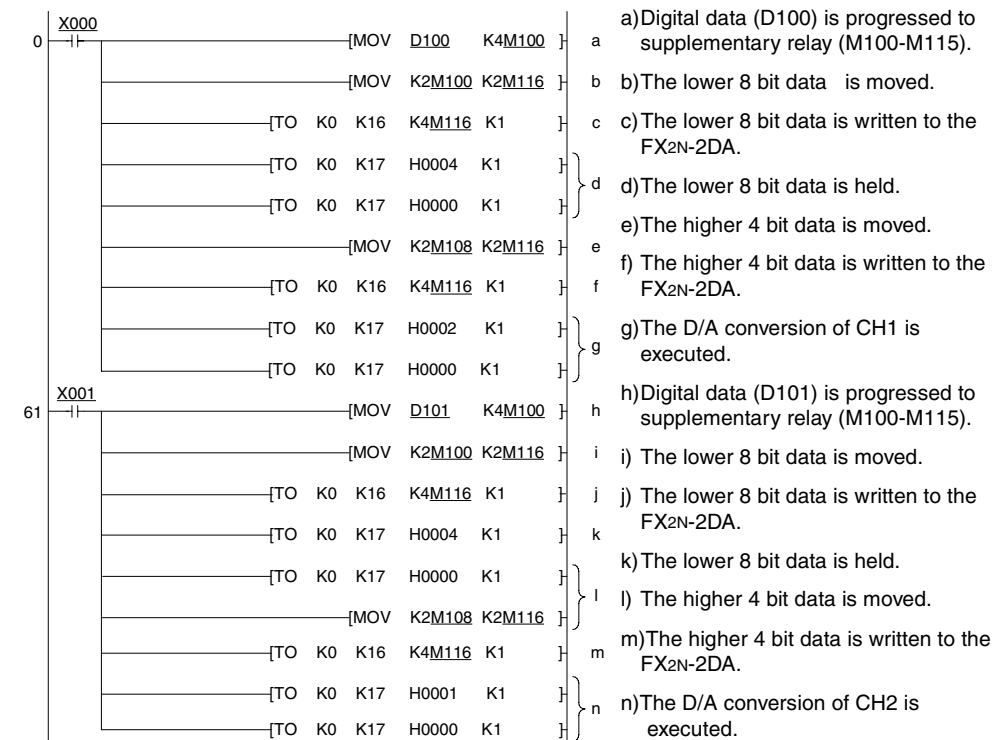 X000
0 [MOV D100 K4M100 ] a
[MOV K2M100 K2M116 ] b
[TO K0 K16 K4M116 K1 ] c
[TO K0 K17 H0004 K1 ]
d
[TO K0 K17 H0000 K1 ]
[MOV K2M108 K2M116 ] e
[TO K0 K16 K4M116 K1 ] f
[TO K0 K17 H0002 K1 ]
g
[TO K0 K17 H0000 K1 ]
X001
61 [MOV D101 K4M100 ] h
[MOV K2M100 K2M116 ] i
[TO K0 K16 K4M116 K1 ] j
[TO K0 K17 H0004 K1 ] k
[TO K0 K17 H0000 K1 ]
l
[MOV K2M108 K2M116 ]
[TO K0 K16 K4M116 K1 ] m
[TO K0 K17 H0001 K1 ]
n
[TO K0 K17 H0000 K1 ]
a)Digital data (D100) is progressed to
supplementary relay (M100-M115).
b)The lower 8 bit data is moved.
c)The lower 8 bit data is written to the
FX2N-2DA.
d)The lower 8 bit data is held.
e)The higher 4 bit data is moved.
f) The higher 4 bit data is written to the
FX2N-2DA.
g)The D/A conversion of CH1 is
executed.
h)Digital data (D101) is progressed to
supplementary relay (M100-M115).
i) The lower 8 bit data is moved.
j) The lower 8 bit data is written to the
FX2N-2DA.
k)The lower 8 bit data is held.
l) The higher 4 bit data is moved.
m)The higher 4 bit data is written to the
FX2N-2DA.
n)The D/A conversion of CH2 is
executed.